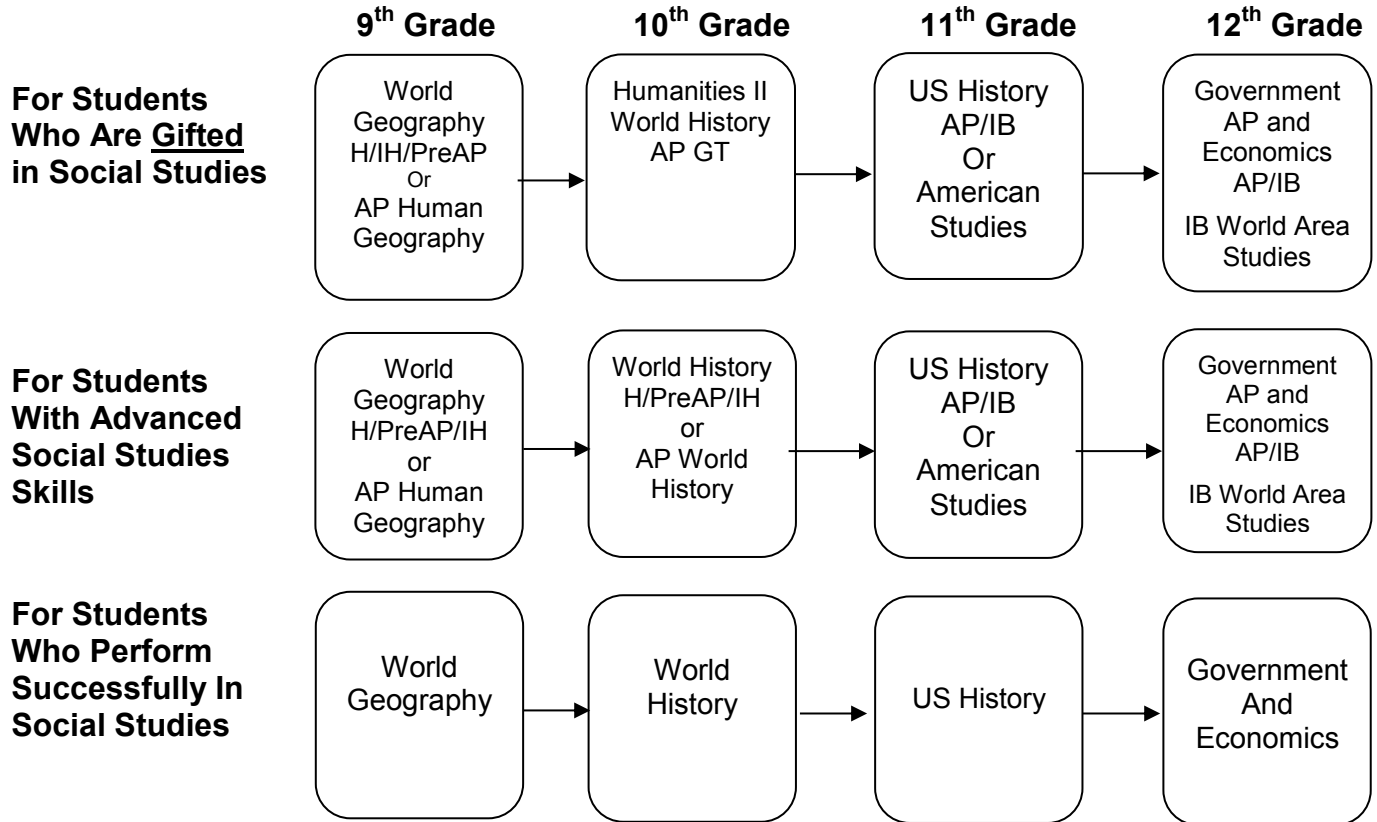 9th Grade
10th Grade
11th Grade
12th Grade
For Students
Who Are Gifted
in Social Studies
World
Geography
H/IH/PreAP
Or
AP Human
Geography
Humanities II
World History
AP GT
US History
AP/IB
Or
American
Studies
Government
AP and
Economics
AP/IB
IB World Area
Studies
For Students
With Advanced
Social Studies
Skills
World
Geography
H/PreAP/IH
or
AP Human
Geography
World History
H/PreAP/IH
or
AP World
History
US History
AP/IB
Or
American
Studies
Government
AP and
Economics
AP/IB
IB World Area
Studies
For Students
Who Perform
Successfully In
Social Studies
World
Geography
World
History
US History
Government
And
Economics